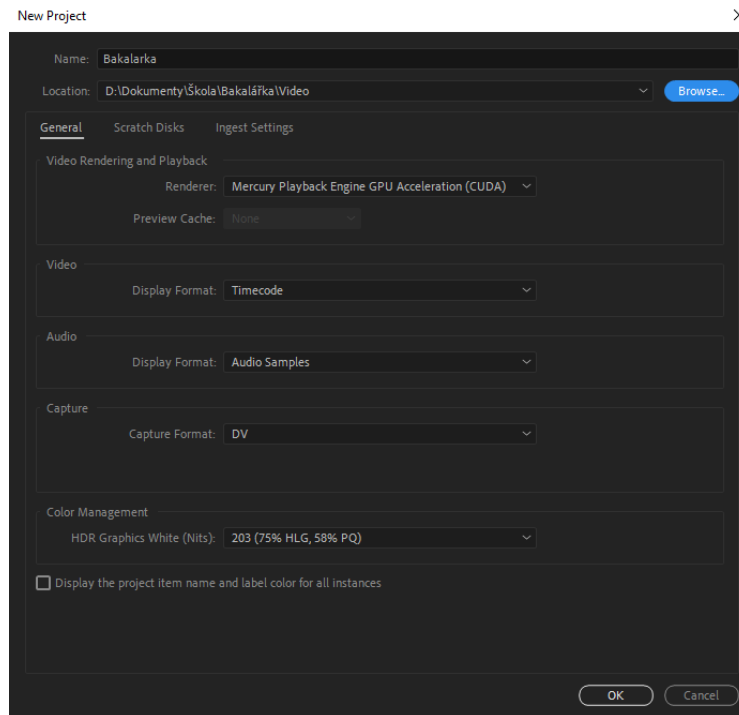 New Project
Name: Bakalarka
Location: D:\Dokumenty\Škola\Bakalářka\Video Browse...
General Scratch Disks Ingest Settings
Video Rendering and Playback
Renderer: Mercury Playback Engine GPU Acceleration (CUDA)
Preview Cache: None
Video
Display Format: Timecode
Audio
Display Format: Audio Samples
Capture
Capture Format: DV
Color Management
HDR Graphics White (Nits): 203 (75% HLG, 58% PQ)
Display the project item name and label color for all instances
OK Cancel